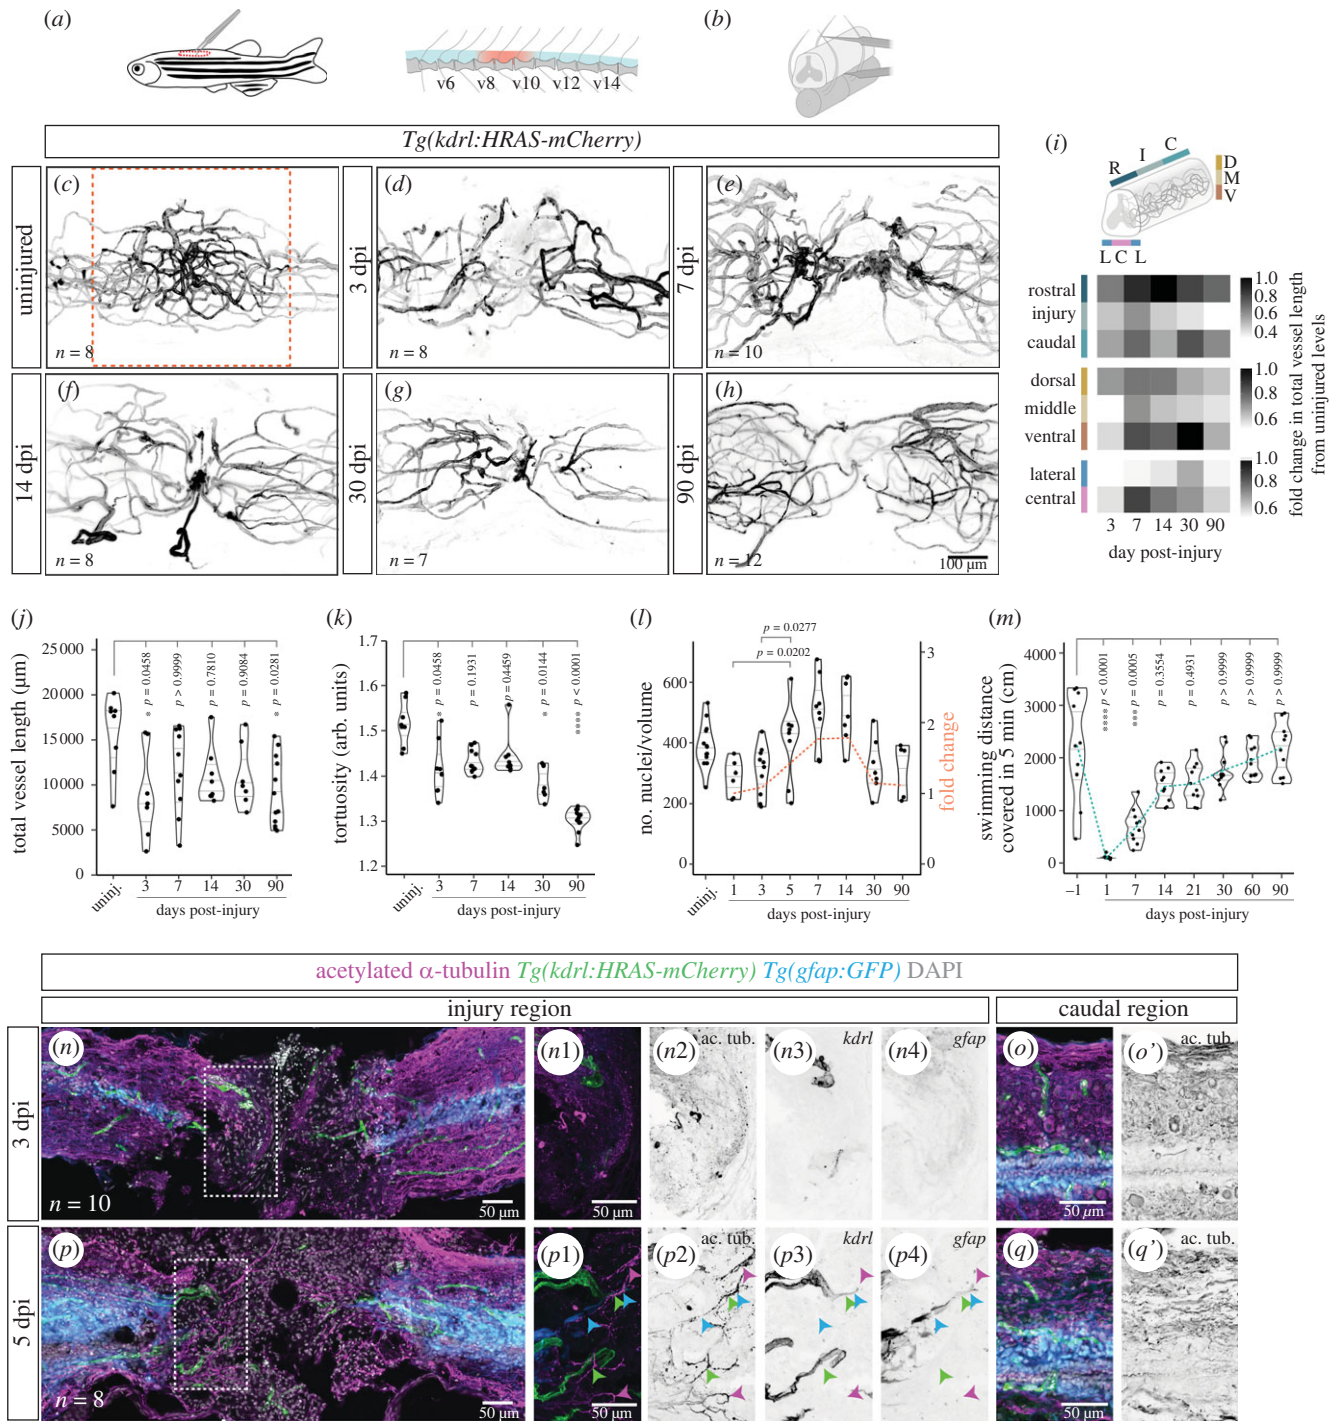 (a)
(b)
v6 v8 v10 v12 v14
Tg(kdrl:HRAS-mCherry)
uninjured
(c)
n = 8
3 dpi
(d)
n = 8
7 dpi
(e)
n = 10
14 dpi
(f)
n = 8
30 dpi
(g)
n = 7
90 dpi
(h)
n = 12
100 μm
(i)
R I C
D
M
V
L C L
rostral
injury
caudal
dorsal
middle
ventral
lateral
central
3 7 14 30 90
day post-injury
1.0
0.8
0.6
0.4
1.0
0.8
0.6
1.0
0.8
0.6
fold change in total vessel length
from uninjured levels
(j)
total vessel length (μm)
25 000
20 000
15 000
10 000
5000
0
* p = 0.0458
p > 0.9999
p = 0.7810
p = 0.9084
* p = 0.0281
uninj. 3 7 14 30 90
days post-injury
(k)
tortuosity (arb. units)
1.7
1.6
1.5
1.4
1.3
1.2
* p = 0.0458
p = 0.1931
p = 0.4459
* p = 0.0144
**** p < 0.0001
uninj. 3 7 14 30 90
days post-injury
(l)
no. nuclei/volume
600
400
200
0
p = 0.0277
p = 0.0202
3
2
1
0
fold change
uninj. 1 3 5 7 14 30 90
days post-injury
(m)
swimming distance
covered in 5 min (cm)
4000
3000
2000
1000
0
**** p < 0.0001
*** p = 0.0005
p = 0.3554
p = 0.4931
p > 0.9999
p > 0.9999
p > 0.9999
–1 1 7 14 21 30 60 90
days post-injury
acetylated α-tubulin Tg(kdrl:HRAS-mCherry) Tg(gfap:GFP) DAPI
injury region
caudal region
3 dpi
(n)
n = 10
50 μm
(n1)
50 μm
(n2)
ac. tub.
(n3)
kdrl
(n4)
gfap
(o)
50 μm
(o')
ac. tub.
5 dpi
(p)
n = 8
50 μm
(p1)
50 μm
(p2)
ac. tub.
(p3)
kdrl
(p4)
gfap
(q)
50 μm
(q')
ac. tub.